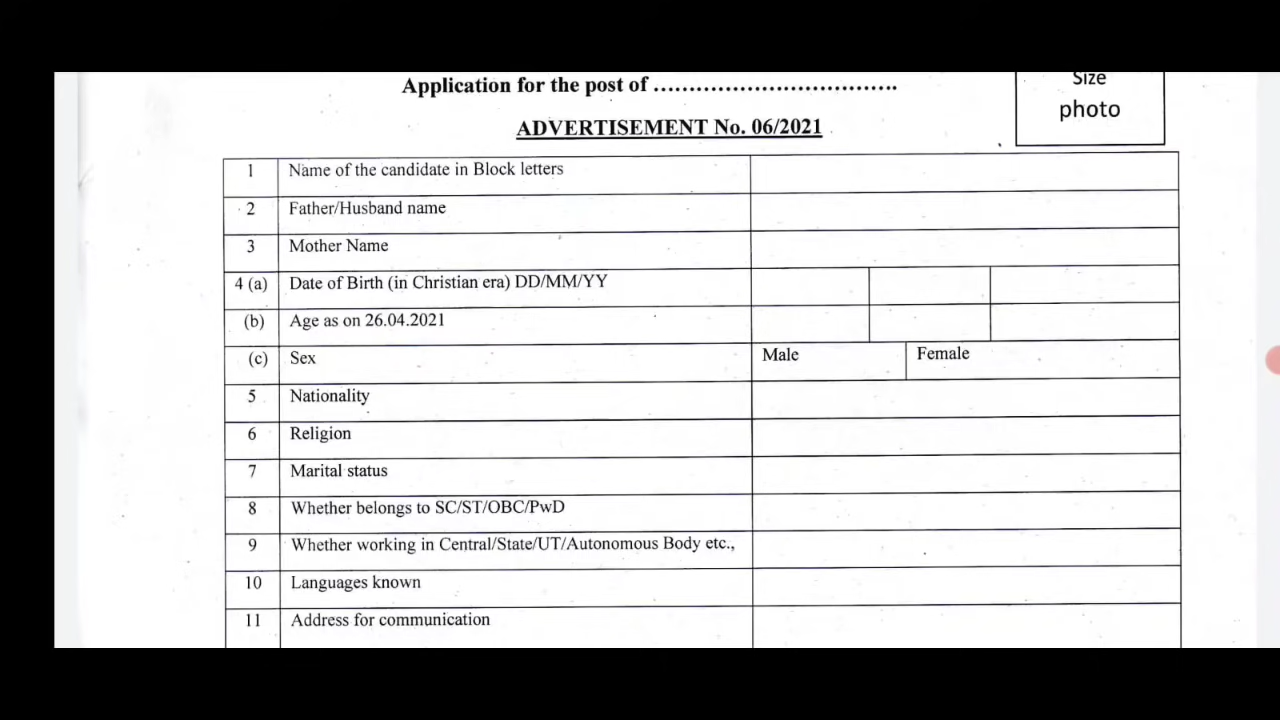 Application for the post of .................................
Size
photo
ADVERTISEMENT No. 06/2021
1 Name of the candidate in Block letters
2 Father/Husband name
3 Mother Name
4 (a) Date of Birth (in Christian era) DD/MM/YY
(b) Age as on 26.04.2021
(c) Sex Male Female
5 Nationality
6 Religion
7 Marital status
8 Whether belongs to SC/ST/OBC/PwD
9 Whether working in Central/State/UT/Autonomous Body etc.,
10 Languages known
11 Address for communication